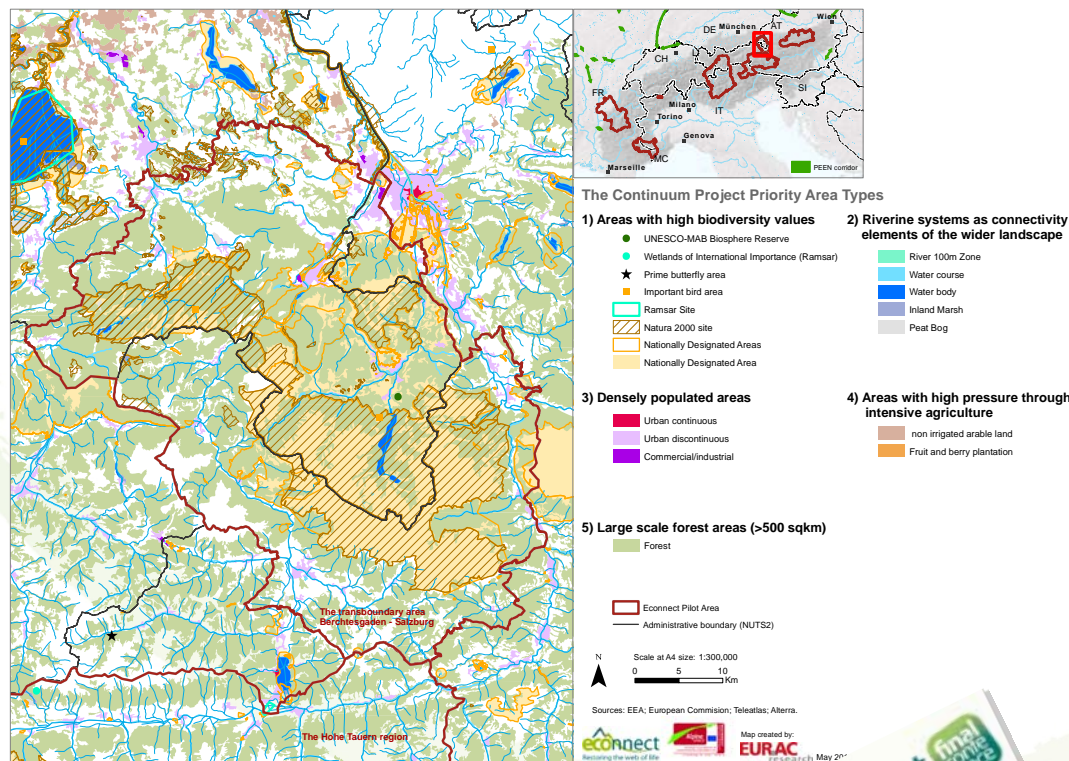 Wien
DE
München
AT
CH
L
FR
SI
Milano
IT
Torino
Genova
MC
Marseille
PEEN corridor
The Continuum Project Priority Area Types
1) Areas with high biodiversity values
UNESCO-MAB Biosphere Reserve
Wetlands of International Importance (Ramsar)
Prime butterfly area
Important bird area
Ramsar Site
Natura 2000 site
Nationally Designated Areas
Nationally Designated Area
2) Riverine systems as connectivity
elements of the wider landscape
River 100m Zone
Water course
Water body
Inland Marsh
Peat Bog
3) Densely populated areas
Urban continuous
Urban discontinuous
Commercial/industrial
4) Areas with high pressure through
intensive agriculture
non irrigated arable land
Fruit and berry plantation
5) Large scale forest areas (>500 sqkm)
Forest
Econnect Pilot Area
Administrative boundary (NUTS2)
The transboundary area
Berchtesgaden - Salzburg
The Hohe Tauern region
N
Scale at A4 size: 1:300,000
0 5 10
Km
Sources: EEA; European Commision; Teleatlas; Alterra.
econnect
Restoring the web of life
Map created by:
EURAC
research
May 20
final